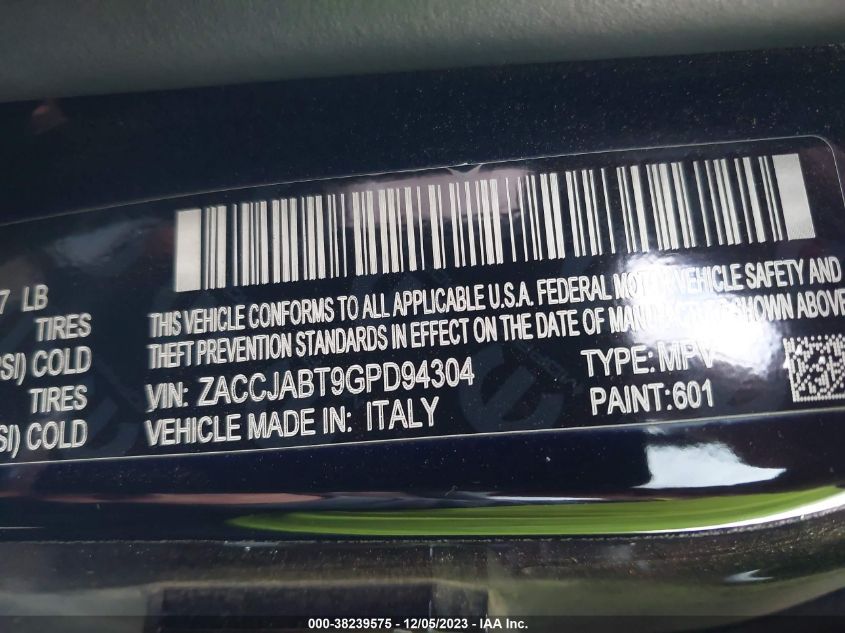 7 LB
TIRES
SI) COLD
TIRES
SI) COLD
THIS VEHICLE CONFORMS TO ALL APPLICABLE U.S.A. FEDERAL MOTOR VEHICLE SAFETY AND
THEFT PREVENTION STANDARDS IN EFFECT ON THE DATE OF MANUFACTURE SHOWN ABOVE
VIN: ZACCJABT9GPD94304
TYPE: MPV
VEHICLE MADE IN: ITALY
PAINT:601
000-38239575 - 12/05/2023 - IAA Inc.